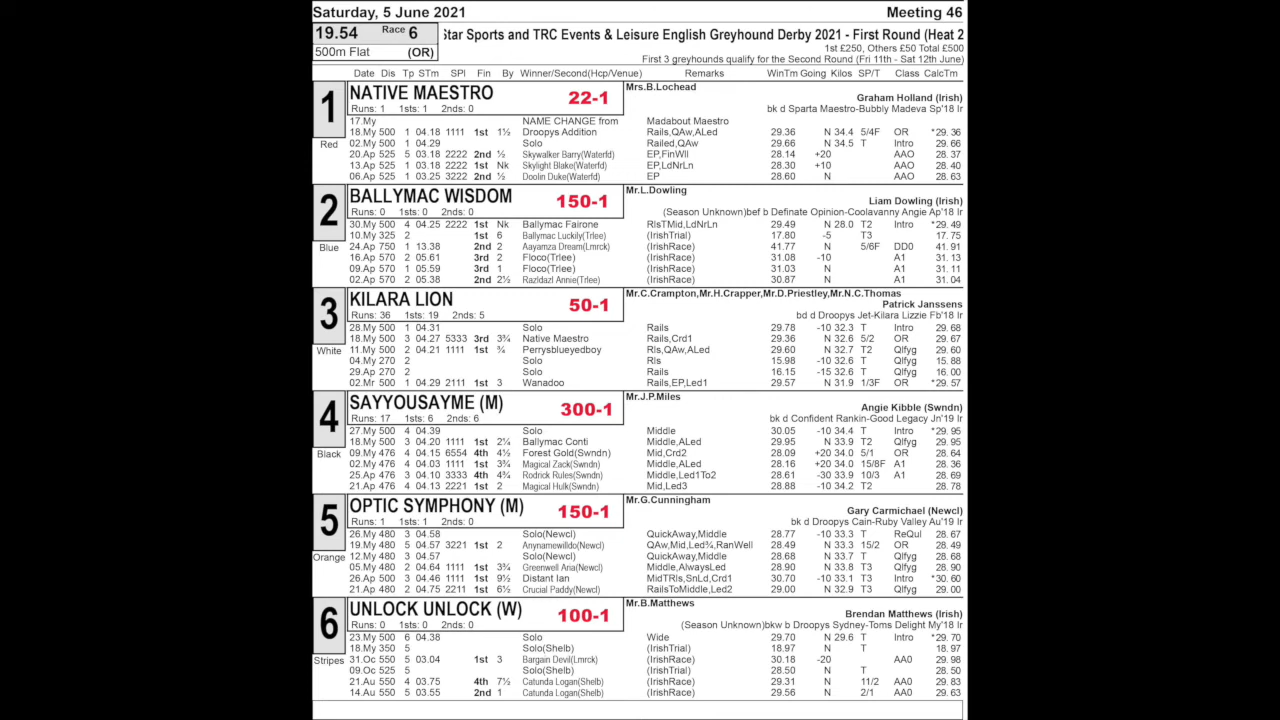 Saturday, 5 June 2021 Meeting 46
19.54 Race 6 Star Sports and TRC Events & Leisure English Greyhound Derby 2021 - First Round (Heat 2
500m Flat (OR) 1st £250, Others £50 Total £500
First 3 greyhounds qualify for the Second Round (Fri 11th - Sat 12th June)
Date Dis Tp STm SPl Fin By Winner/Second(Hcp/Venue) Remarks WinTm Going Kilos SP/T Class CalcTm
1 NATIVE MAESTRO 22-1 Mrs.B.Lochead
Graham Holland (Irish)
Runs: 1 1sts: 1 2nds: 0 bk d Sparta Maestro-Bubbly Madeva Sp'18 Ir
Red
17.My NAME CHANGE from Madabout Maestro
18.My 500 1 04.18 1111 1st 1½ Droopys Addition Rails,QAw,ALed 29.36 N 34.4 5/4F OR *29.36
02.My 500 1 04.29 Solo Railed,QAw 29.66 N 34.5 T Intro 29.66
20.Ap 525 5 03.18 2222 2nd ½ Skywalker Barry(Waterfd) EP,FinWll 28.14 +20 AAO 28.37
13.Ap 525 1 03.18 2222 1st Nk Skylight Blake(Waterfd) EP,LdNrLn 28.30 +10 AAO 28.40
06.Ap 525 1 03.25 3222 2nd ½ Doolin Duke(Waterfd) EP 28.60 N AAO 28.63
2 BALLYMAC WISDOM 150-1 Mr.L.Dowling
Liam Dowling (Irish)
Runs: 0 1sts: 0 2nds: 0 (Season Unknown)bef b Definate Opinion-Coolavanny Angie Ap'18 Ir
Blue
30.My 500 4 04.25 2222 1st Nk Ballymac Fairone RlsTMid,LdNrLn 29.49 N 28.0 T2 Intro *29.49
10.My 325 2 1st 6 Ballymac Luckily(Trlee) (IrishTrial) 17.80 -5 T3 17.75
24.Ap 750 1 13.38 2nd 2 Aayamza Dream(Lmrck) (IrishRace) 41.77 N 5/6F DD0 41.91
16.Ap 570 2 05.61 3rd 2 Floco(Trlee) (IrishRace) 31.08 -10 A1 31.13
09.Ap 570 1 05.59 3rd 1 Floco(Trlee) (IrishRace) 31.03 N A1 31.11
02.Ap 570 2 05.38 2nd 2½ Razldazl Annie(Trlee) (IrishRace) 30.87 N A1 31.04
3 KILARA LION 50-1 Mr.C.Crampton,Mr.H.Crapper,Mr.D.Priestley,Mr.N.C.Thomas
Patrick Janssens
Runs: 36 1sts: 19 2nds: 5 bd d Droopys Jet-Kilara Lizzie Fb'18 Ir
White
28.My 500 1 04.31 Solo Rails 29.78 -10 32.3 T Intro 29.68
18.My 500 3 04.27 5333 3rd 3¾ Native Maestro Rails,Crd1 29.36 N 32.6 5/2 OR 29.67
11.My 500 2 04.21 1111 1st ¾ Perrysblueyedboy Rls,QAw,ALed 29.60 N 32.7 T2 Qlfyg 29.60
04.My 270 2 Solo Rls 15.98 -10 32.6 T Qlfyg 15.88
29.Ap 270 2 Solo Rails 16.15 -15 32.6 T Qlfyg 16.00
02.Mr 500 1 04.29 2111 1st 3 Wanadoo Rails,EP,Led1 29.57 N 31.9 1/3F OR *29.57
4 SAYYOUSAYME (M) 300-1 Mr.J.P.Miles
Angie Kibble (Swndn)
Runs: 17 1sts: 6 2nds: 6 bk d Confident Rankin-Good Legacy Jn'19 Ir
Black
27.My 500 4 04.39 Solo Middle 30.05 -10 34.4 T Intro *29.95
18.My 500 3 04.20 1111 1st 2¼ Ballymac Conti Middle,ALed 29.95 N 33.9 T2 Qlfyg 29.95
09.My 476 4 04.15 6554 4th 4½ Forest Gold(Swndn) Mid,Crd2 28.09 +20 34.0 5/1 OR 28.64
02.My 476 4 04.03 1111 1st 3¾ Magical Zack(Swndn) Middle,ALed 28.16 +20 34.0 15/8F A1 28.36
25.Ap 476 3 04.10 3333 4th 4¾ Rodrick Rules(Swndn) Middle,Led1To2 28.61 -30 33.9 10/3 A1 28.69
21.Ap 476 4 04.13 2221 1st 2 Magical Hulk(Swndn) Mid,Led3 28.88 -10 34.2 T2 28.78
5 OPTIC SYMPHONY (M) 150-1 Mr.G.Cunningham
Gary Carmichael (Newcl)
Runs: 1 1sts: 1 2nds: 0 bk d Droopys Cain-Ruby Valley Au'19 Ir
Orange
26.My 480 3 04.58 Solo(Newcl) QuickAway,Middle 28.77 -10 33.3 T ReQul 28.67
19.My 480 5 04.57 3221 1st 2 Anynamewilldo(Newcl) QAw,Mid,Led¾,RanWell 28.49 N 33.3 15/2 OR 28.49
12.My 480 3 04.57 Solo(Newcl) QuickAway,Middle 28.68 N 33.7 T Qlfyg 28.68
05.My 480 2 04.64 1111 1st 3¾ Greenwell Ana(Newcl) Middle,AlwaysLed 28.90 N 33.8 T3 Qlfyg 28.90
26.Ap 500 3 04.46 1111 1st 9½ Distant Ian MidTRls,SnLd,Crd1 30.70 -10 33.1 T3 Intro *30.60
21.Ap 480 2 04.75 2211 1st 6½ Crucial Paddy(Newcl) RailsToMiddle,Led2 29.00 N 32.9 T3 Qlfyg 29.00
6 UNLOCK UNLOCK (W) 100-1 Mr.B.Matthews
Brendan Matthews (Irish)
Runs: 0 1sts: 0 2nds: 0 (Season Unknown)bkw b Droopys Sydney-Toms Delight My'18 Ir
Stripes
23.My 500 6 04.38 Solo Wide 29.70 N 29.6 T Intro *29.70
18.My 350 5 Solo(Shelb) (IrishTrial) 18.97 N T 18.97
31.Oc 550 5 03.04 1st 3 Bargain Devil(Lmrck) (IrishRace) 30.18 -20 AA0 29.98
09.Oc 525 5 Solo(Shelb) (IrishTrial) 28.50 N T 28.50
21.Au 550 4 03.75 4th 7½ Catunda Logan(Shelb) (IrishRace) 29.31 N 11/2 AA0 29.83
14.Au 550 5 03.55 2nd 1 Catunda Logan(Shelb) (IrishRace) 29.56 N 2/1 AA0 29.63